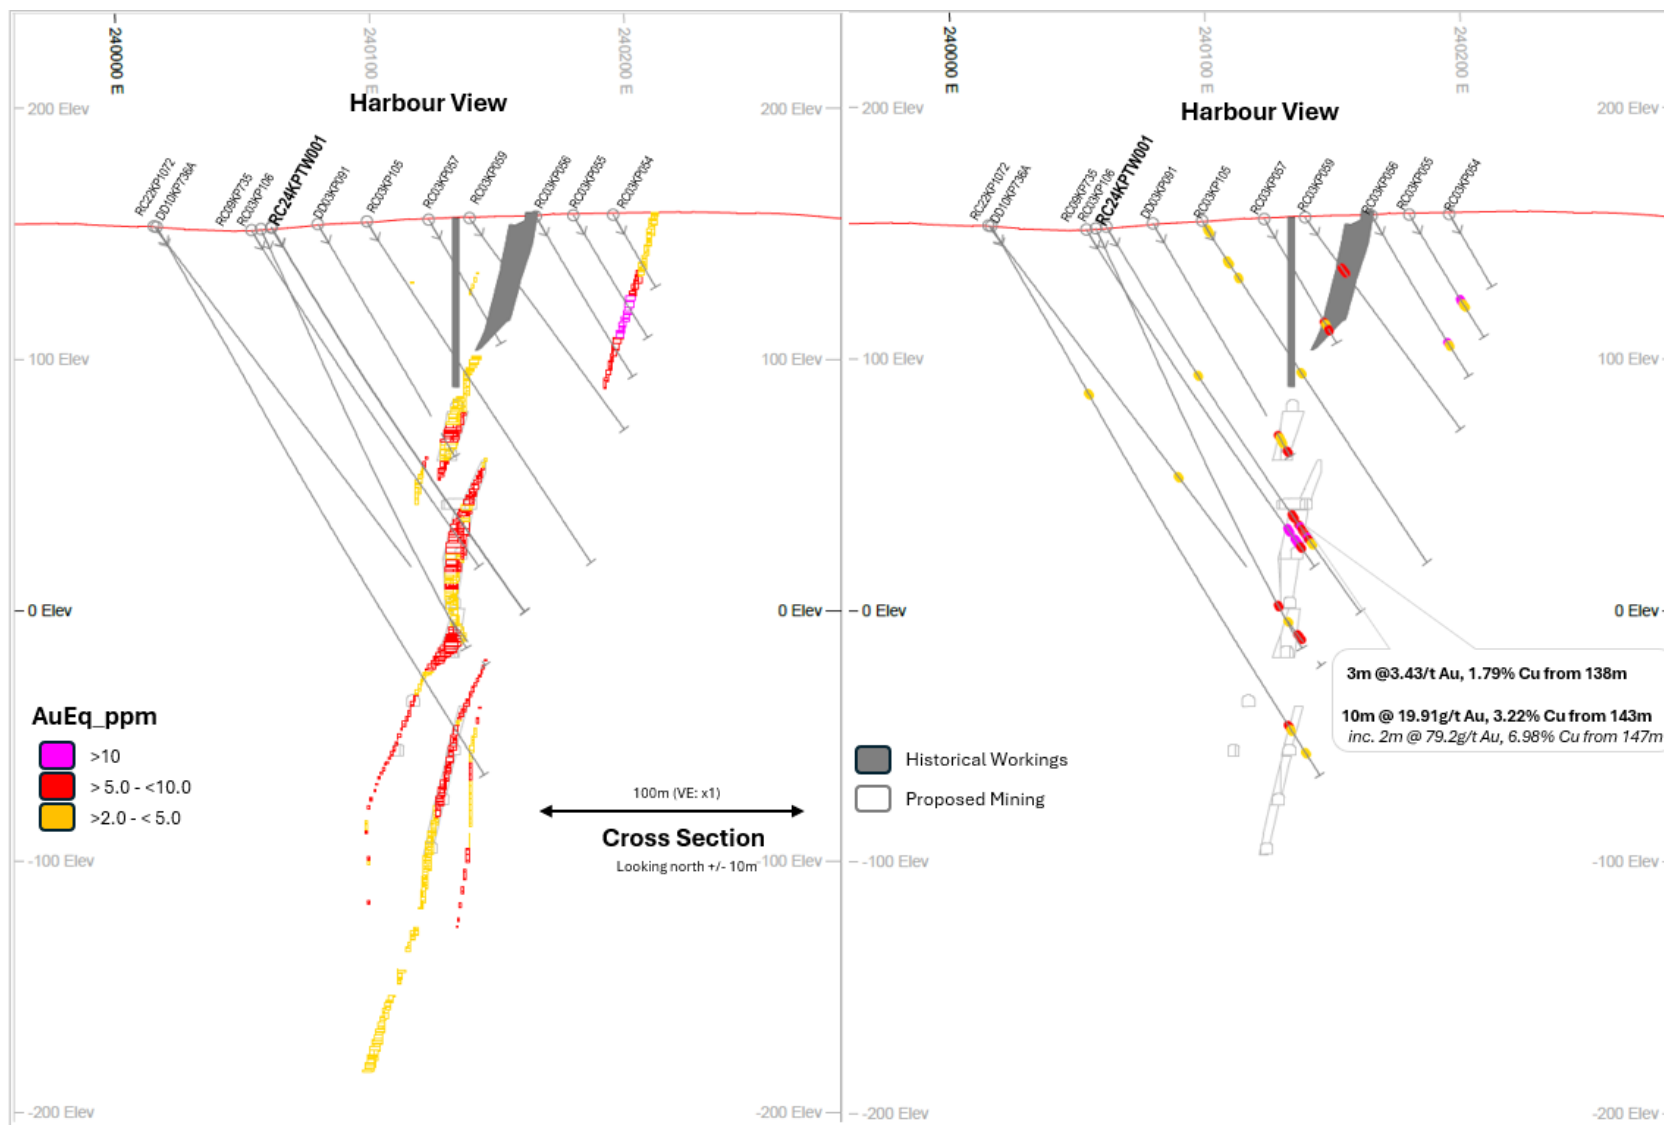 240000 E
240100 E
240200 E
Harbour View
200 Elev
200 Elev
RC22KP1072
DD10KP736A
RC09KP735
RC03KP106
RC24KPTW001
DD03KP091
RC03KP105
RC03KP057
RC03KP059
RC03KP056
RC03KP055
RC03KP054
100 Elev
100 Elev
0 Elev
0 Elev
AuEq_ppm
>10
> 5.0 - <10.0
>2.0 - < 5.0
100m (VE: x1)
Cross Section
Looking north +/- 10m
-100 Elev
-100 Elev
-200 Elev
-200 Elev
240000 E
240100 E
240200 E
Harbour View
200 Elev
200 Elev
RC22KP1072
DD10KP736A
RC09KP735
RC03KP106
RC24KPTW001
DD03KP091
RC03KP105
RC03KP057
RC03KP059
RC03KP056
RC03KP055
RC03KP054
100 Elev
100 Elev
0 Elev
0 Elev
3m @3.43/t Au, 1.79% Cu from 138m
10m @ 19.91g/t Au, 3.22% Cu from 143m
inc. 2m @ 79.2g/t Au, 6.98% Cu from 147m
Historical Workings
Proposed Mining
-100 Elev
-100 Elev
-200 Elev
-200 Elev